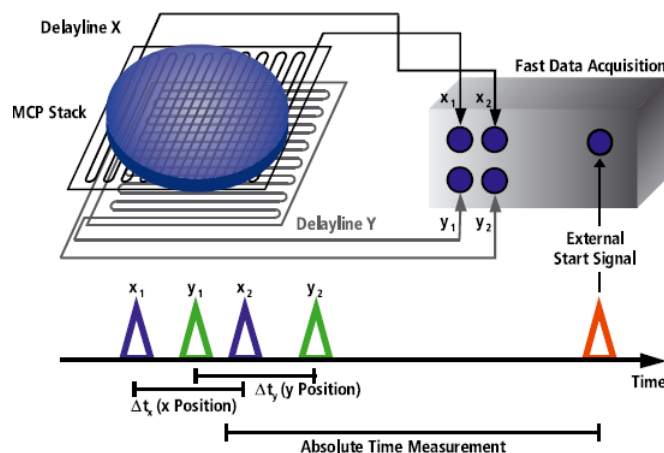 Delayline X
Fast Data Acquisition
MCP Stack
x1 x2
Delayline Y
y1 y2
External
Start Signal
x1 y1 x2 y2
Time
Δtx (x Position)
Δty (y Position)
Absolute Time Measurement